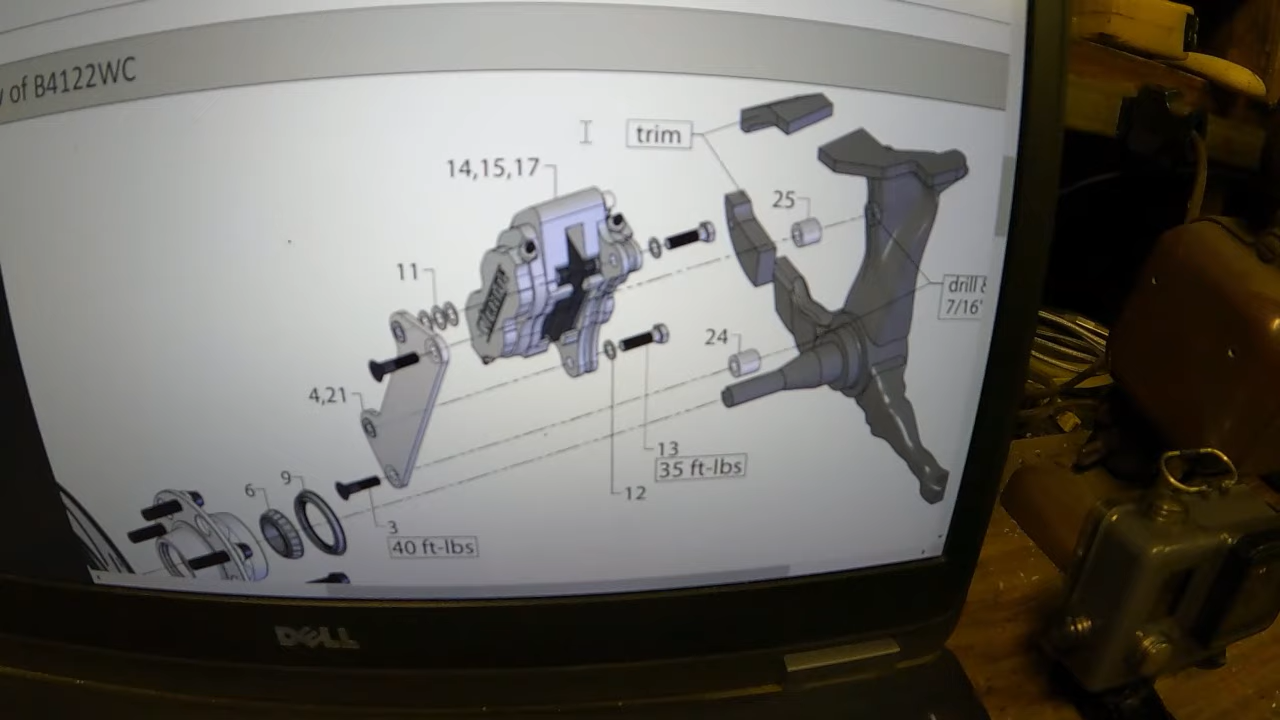 of B4122WC
trim
14,15,17
25
11
drill
7/16"
24
4,21
13
35 ft-lbs
12
9
6
3
40 ft-lbs
DELL